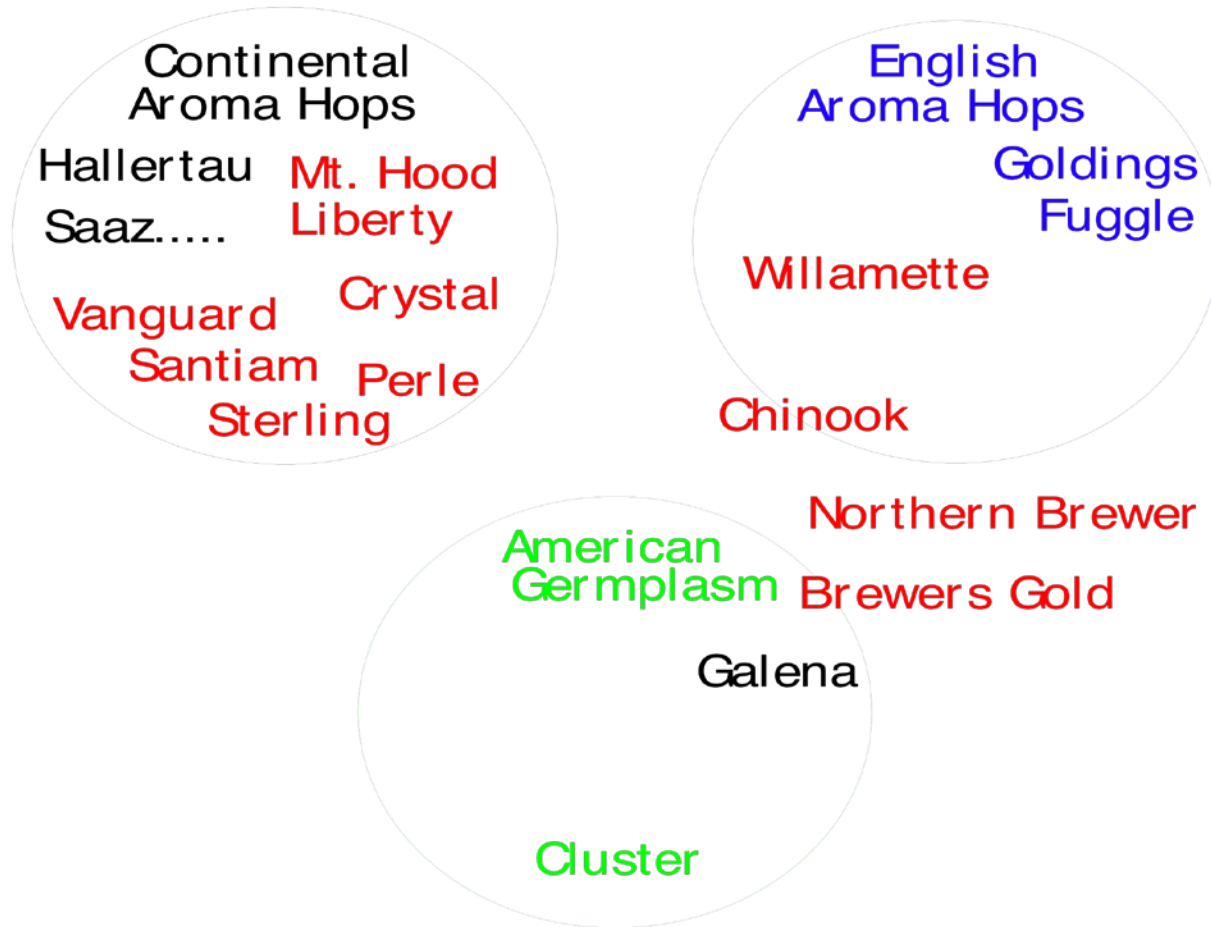 Continental
Aroma Hops
Hallertau
Mt. Hood
Saaz.....
Liberty
Vanguard
Crystal
Santiam
Perle
Sterling
English
Aroma Hops
Goldings
Fuggle
Willamette
Chinook
Northern Brewer
Brewers Gold
American
Germplasm
Galena
Cluster